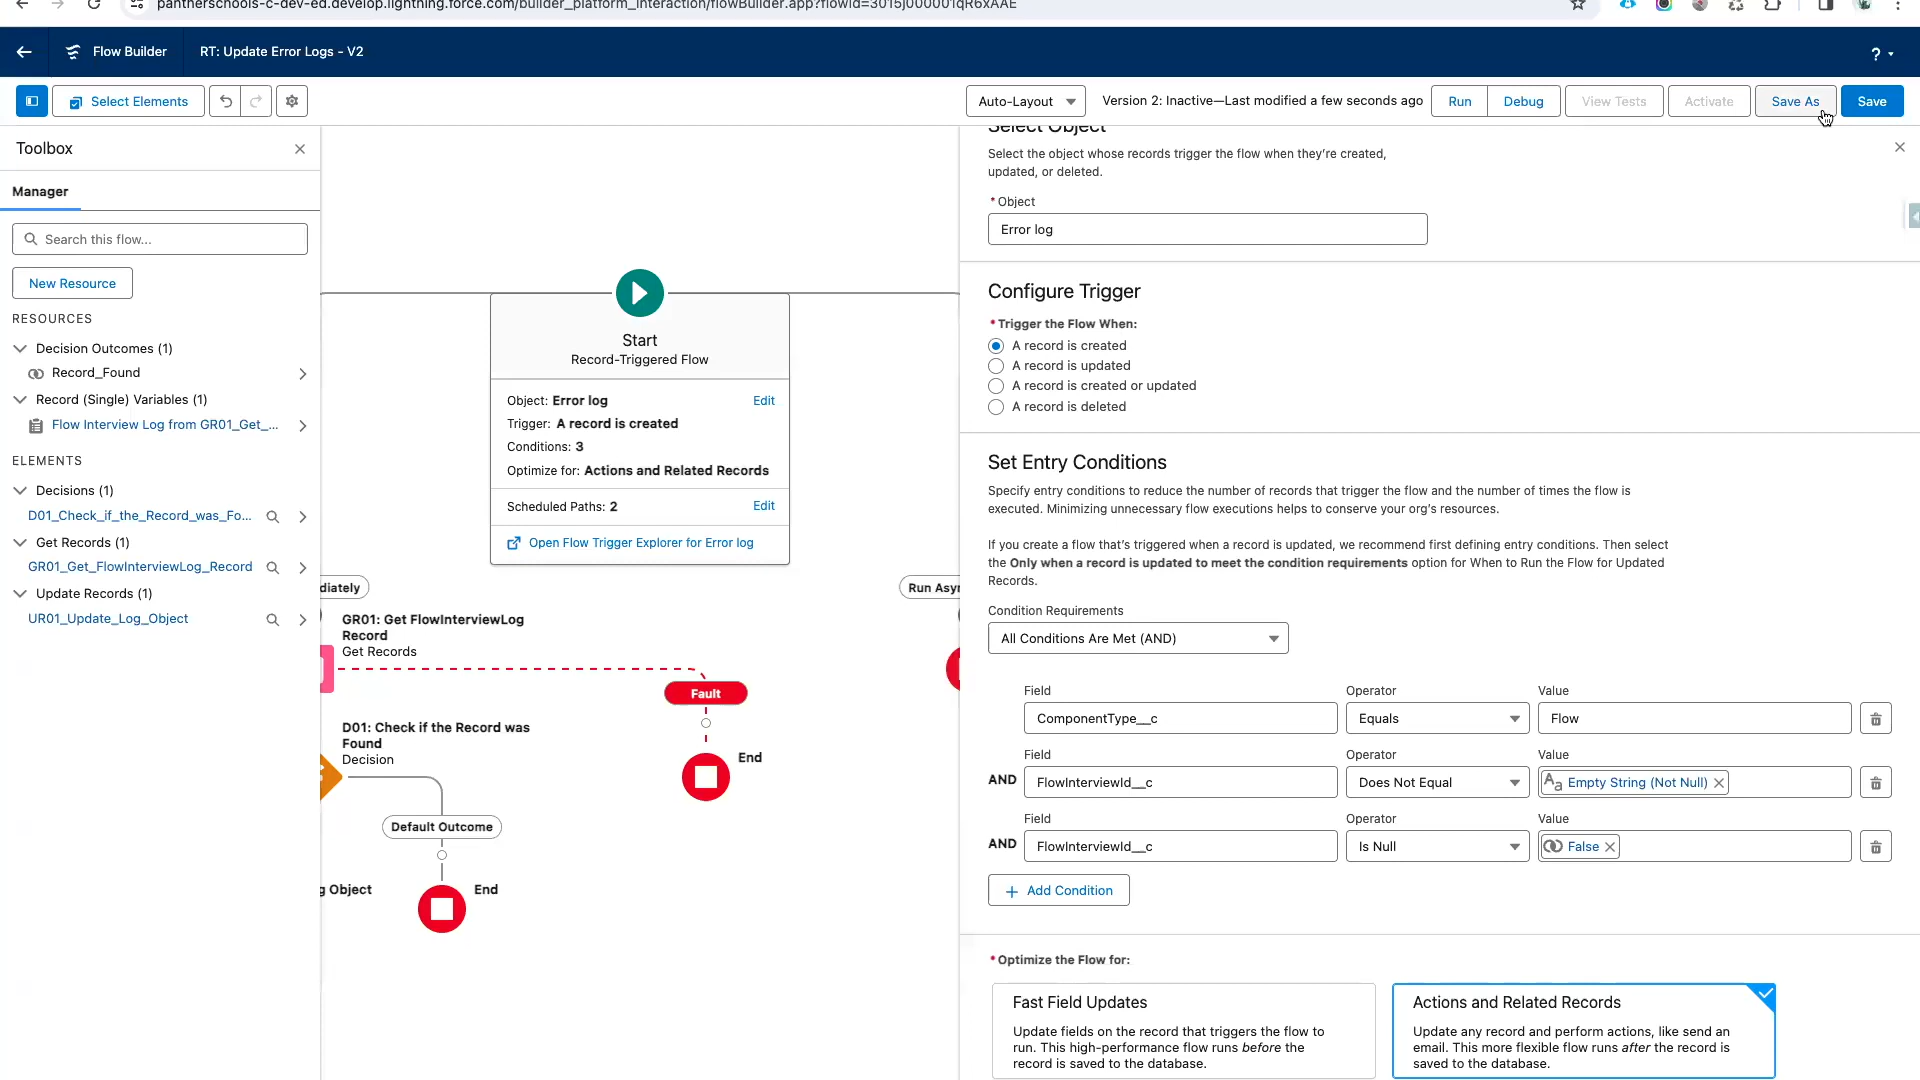 pantherschools-c-dev-ed.develop.lightning.force.com/builder_platform_interaction/flowBuilder.app?flowId=3015j000001qR6xAAE
Flow Builder
RT: Update Error Logs - V2
?
Select Elements
Auto-Layout
Version 2: Inactive—Last modified a few seconds ago
Run
Debug
View Tests
Activate
Save As
Save
Toolbox
Manager
Search this flow...
New Resource
RESOURCES
Decision Outcomes (1)
Record_Found
Record (Single) Variables (1)
Flow Interview Log from GR01_Get_...
ELEMENTS
Decisions (1)
D01_Check_if_the_Record_was_Fo...
Get Records (1)
GR01_Get_FlowInterviewLog_Record
Update Records (1)
UR01_Update_Log_Object
Start
Record-Triggered Flow
Object: Error log
Edit
Trigger: A record is created
Conditions: 3
Optimize for: Actions and Related Records
Scheduled Paths: 2
Edit
Open Flow Trigger Explorer for Error log
diately
Run Asyn
GR01: Get FlowInterviewLog
Record
Get Records
Fault
End
D01: Check if the Record was
Found
Decision
Default Outcome
g Object
End
Select Object
Select the object whose records trigger the flow when they're created,
updated, or deleted.
* Object
Error log
Configure Trigger
* Trigger the Flow When:
A record is created
A record is updated
A record is created or updated
A record is deleted
Set Entry Conditions
Specify entry conditions to reduce the number of records that trigger the flow and the number of times the flow is
executed. Minimizing unnecessary flow executions helps to conserve your org's resources.
If you create a flow that's triggered when a record is updated, we recommend first defining entry conditions. Then select
the Only when a record is updated to meet the condition requirements option for When to Run the Flow for Updated
Records.
Condition Requirements
All Conditions Are Met (AND)
Field
Operator
Value
ComponentType__c
Equals
Flow
Field
Operator
Value
AND
FlowInterviewId__c
Does Not Equal
Empty String (Not Null)
Field
Operator
Value
AND
FlowInterviewId__c
Is Null
False
+ Add Condition
* Optimize the Flow for:
Fast Field Updates
Update fields on the record that triggers the flow to
run. This high-performance flow runs before the
record is saved to the database.
Actions and Related Records
Update any record and perform actions, like send an
email. This more flexible flow runs after the record is
saved to the database.